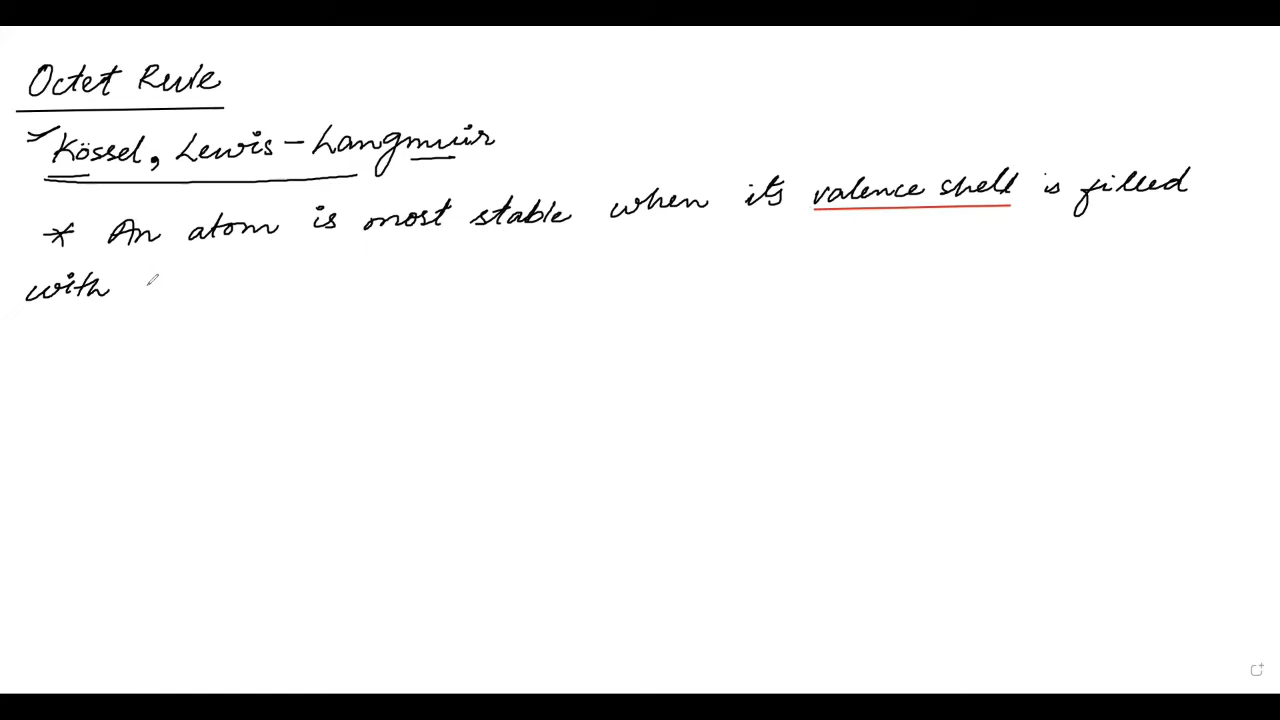 Octet Rule
Kössel, Lewis-Langmuir
* An atom is most stable when its valence shell is filled
with